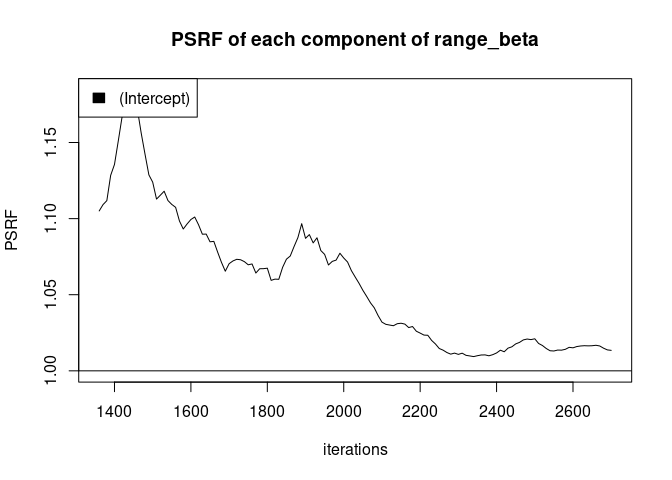 PSRF of each component of range_beta
(Intercept)
PSRF
1.15
1.10
1.05
1.00
1400 1600 1800 2000 2200 2400 2600
iterations